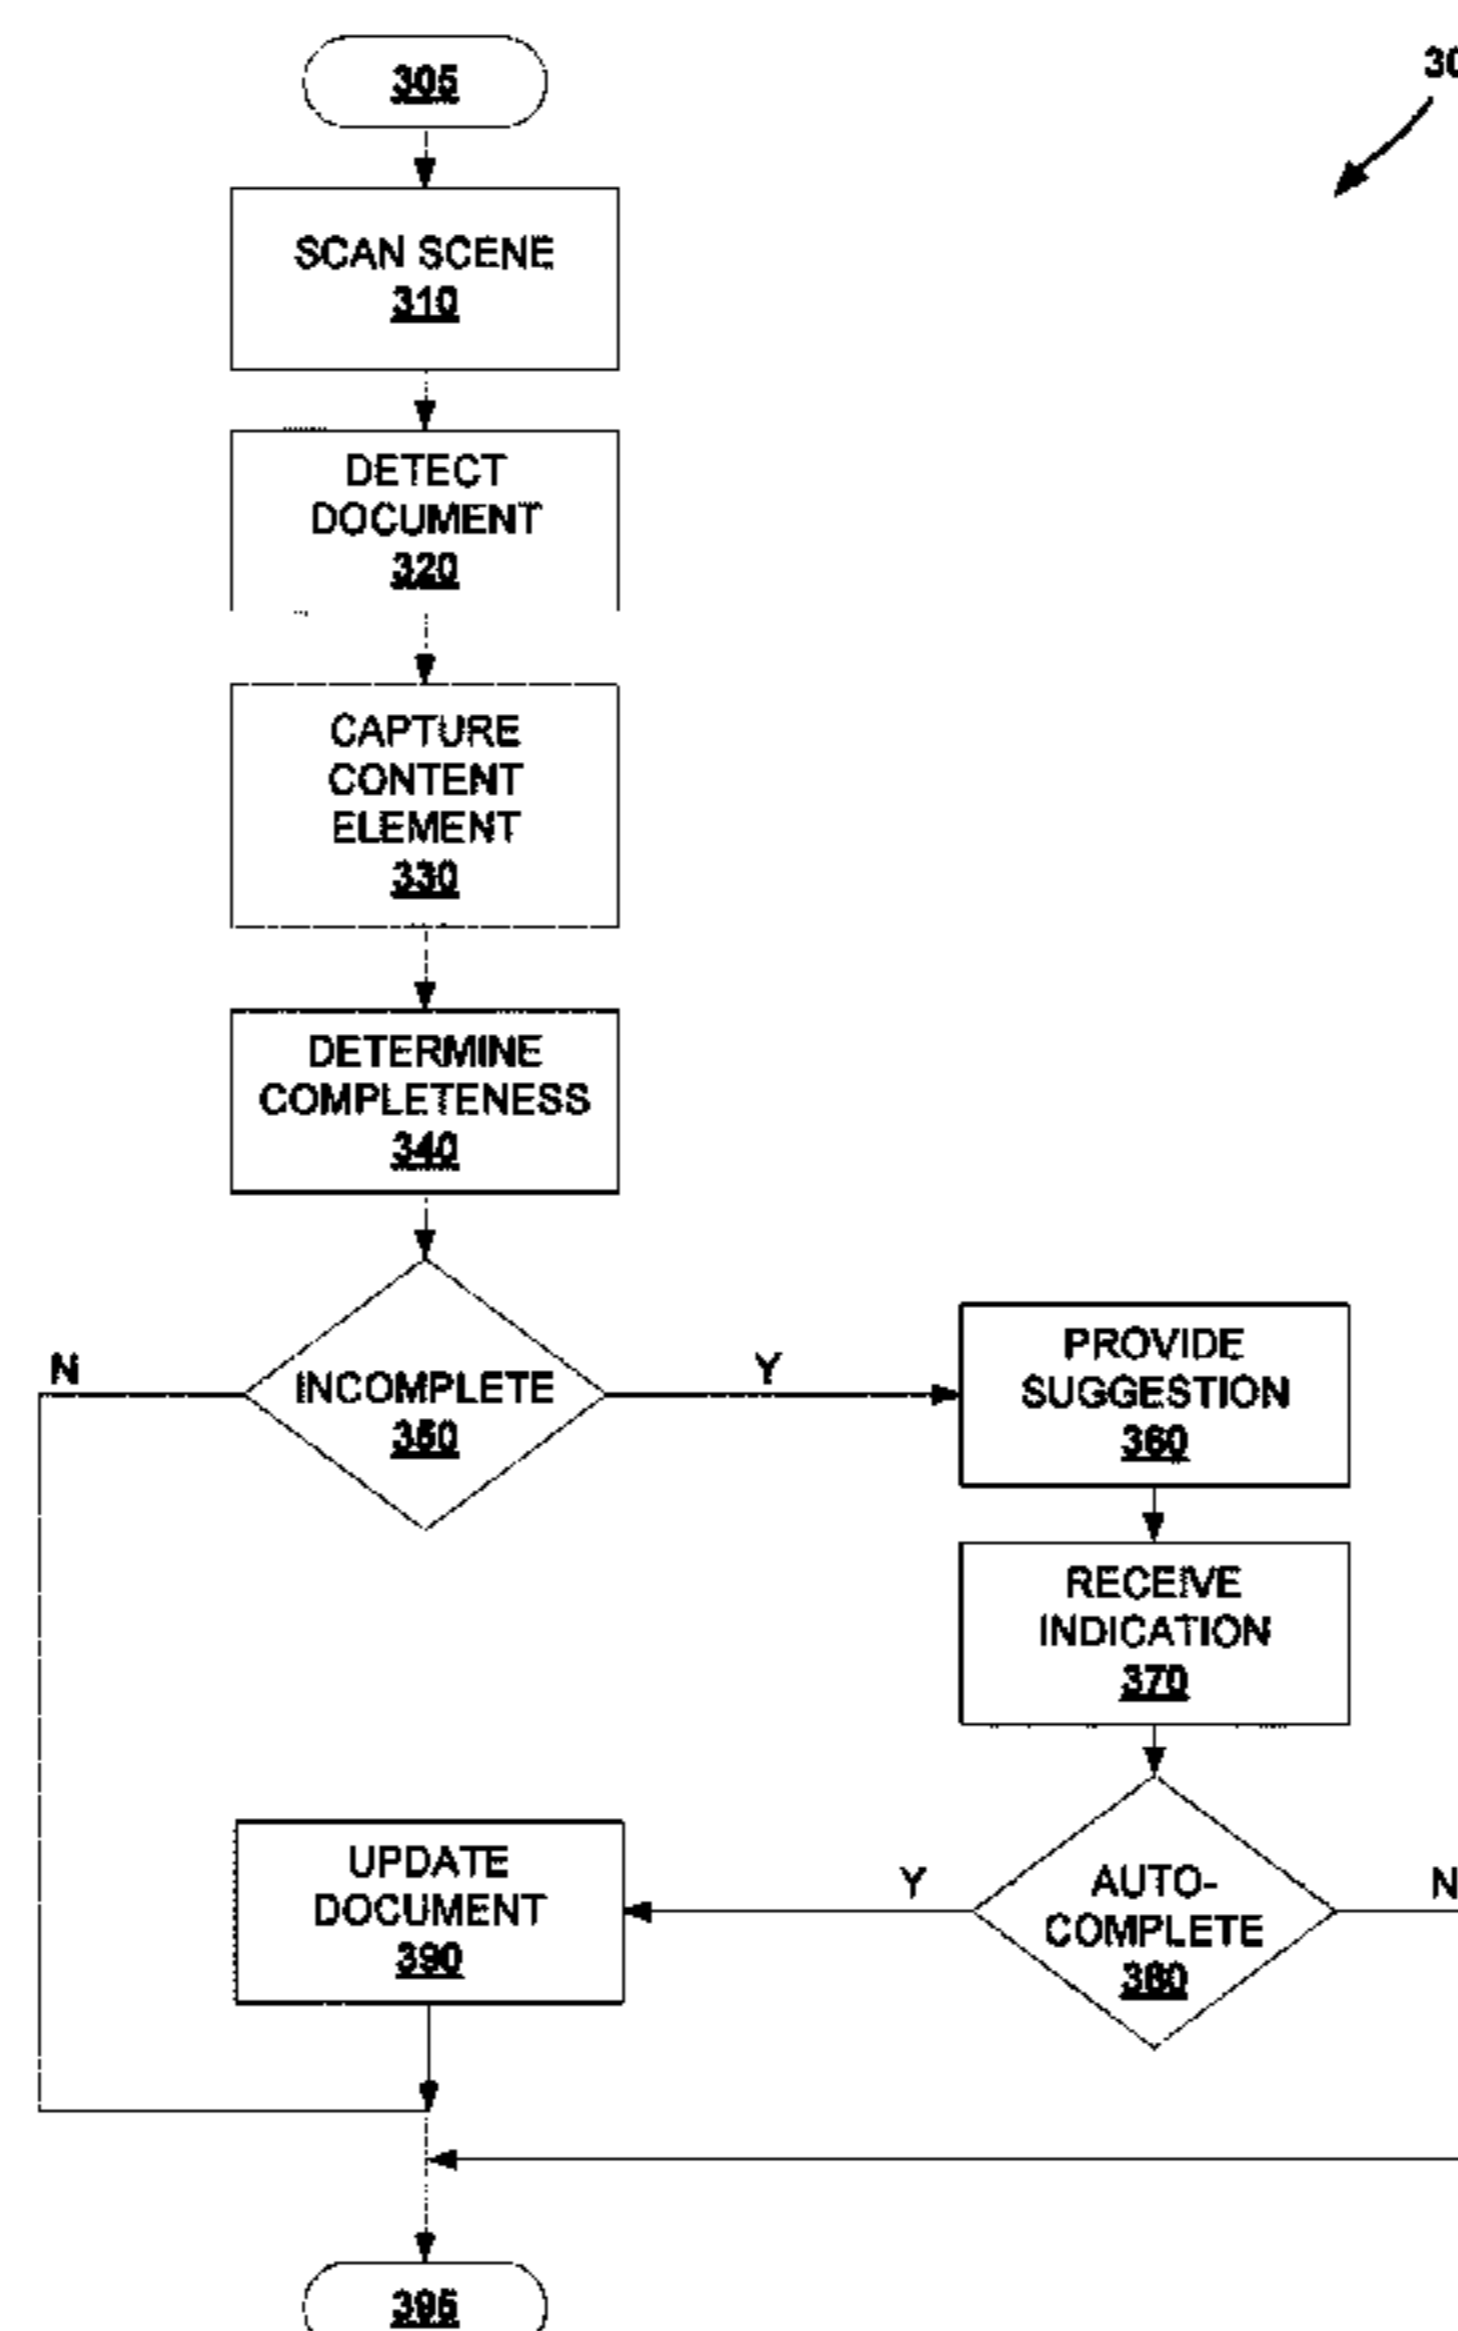 305
30
SCAN SCENE
310
DETECT
DOCUMENT
320
CAPTURE
CONTENT
ELEMENT
330
DETERMINE
COMPLETENESS
340
N
INCOMPLETE
350
Y
PROVIDE
SUGGESTION
360
RECEIVE
INDICATION
370
UPDATE
DOCUMENT
390
Y
AUTO-
COMPLETE
380
N
395